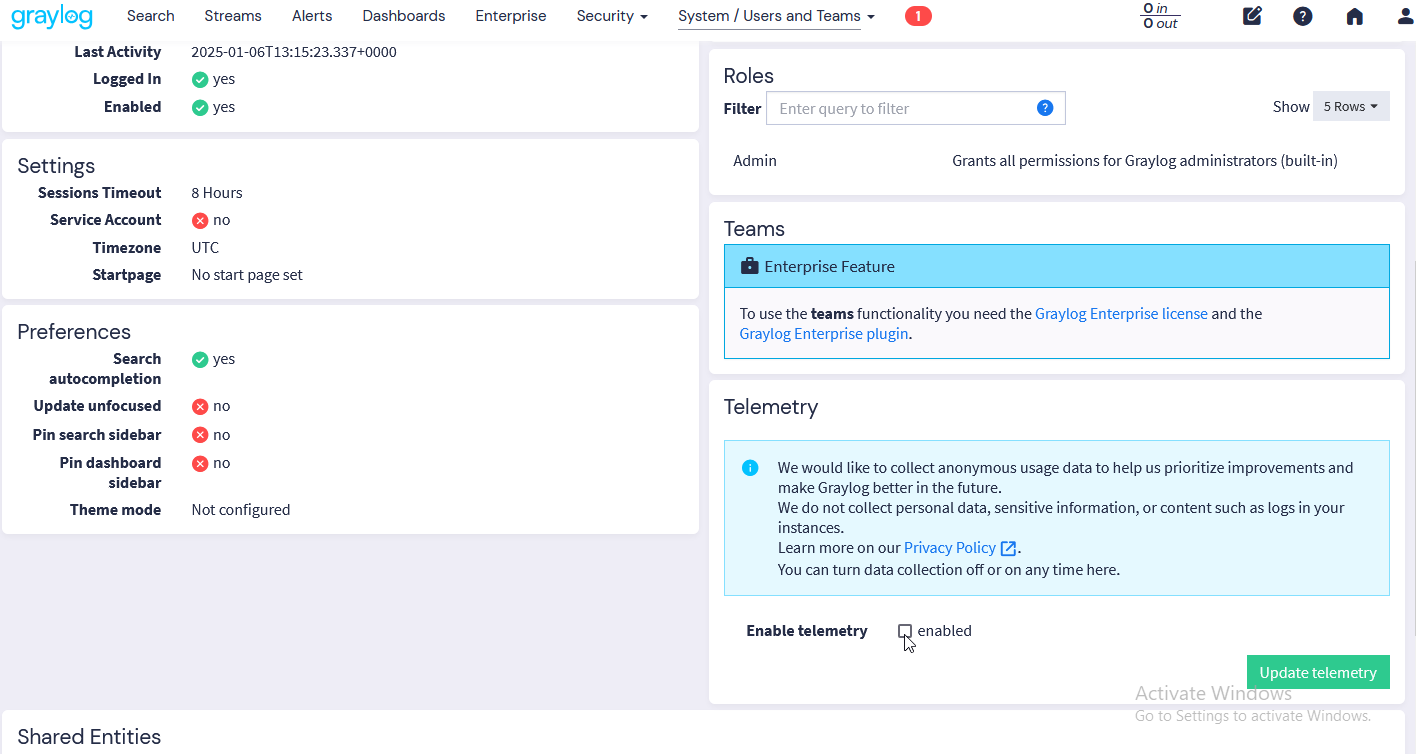 graylog Search Streams Alerts Dashboards Enterprise Security System / Users and Teams 1 0 in
0 out
Last Activity 2025-01-06T13:15:23.337+0000
Logged In yes
Enabled yes
Settings
Sessions Timeout 8 Hours
Service Account no
Timezone UTC
Startpage No start page set
Preferences
Search autocompletion yes
Update unfocused no
Pin search sidebar no
Pin dashboard sidebar no
Theme mode Not configured
Roles
Filter Enter query to filter ? Show 5 Rows
Admin Grants all permissions for Graylog administrators (built-in)
Teams
Enterprise Feature
To use the teams functionality you need the Graylog Enterprise license and the
Graylog Enterprise plugin.
Telemetry
We would like to collect anonymous usage data to help us prioritize improvements and
make Graylog better in the future.
We do not collect personal data, sensitive information, or content such as logs in your
instances.
Learn more on our Privacy Policy.
You can turn data collection off or on any time here.
Enable telemetry enabled
Update telemetry
Activate Windows
Go to Settings to activate Windows.
Shared Entities